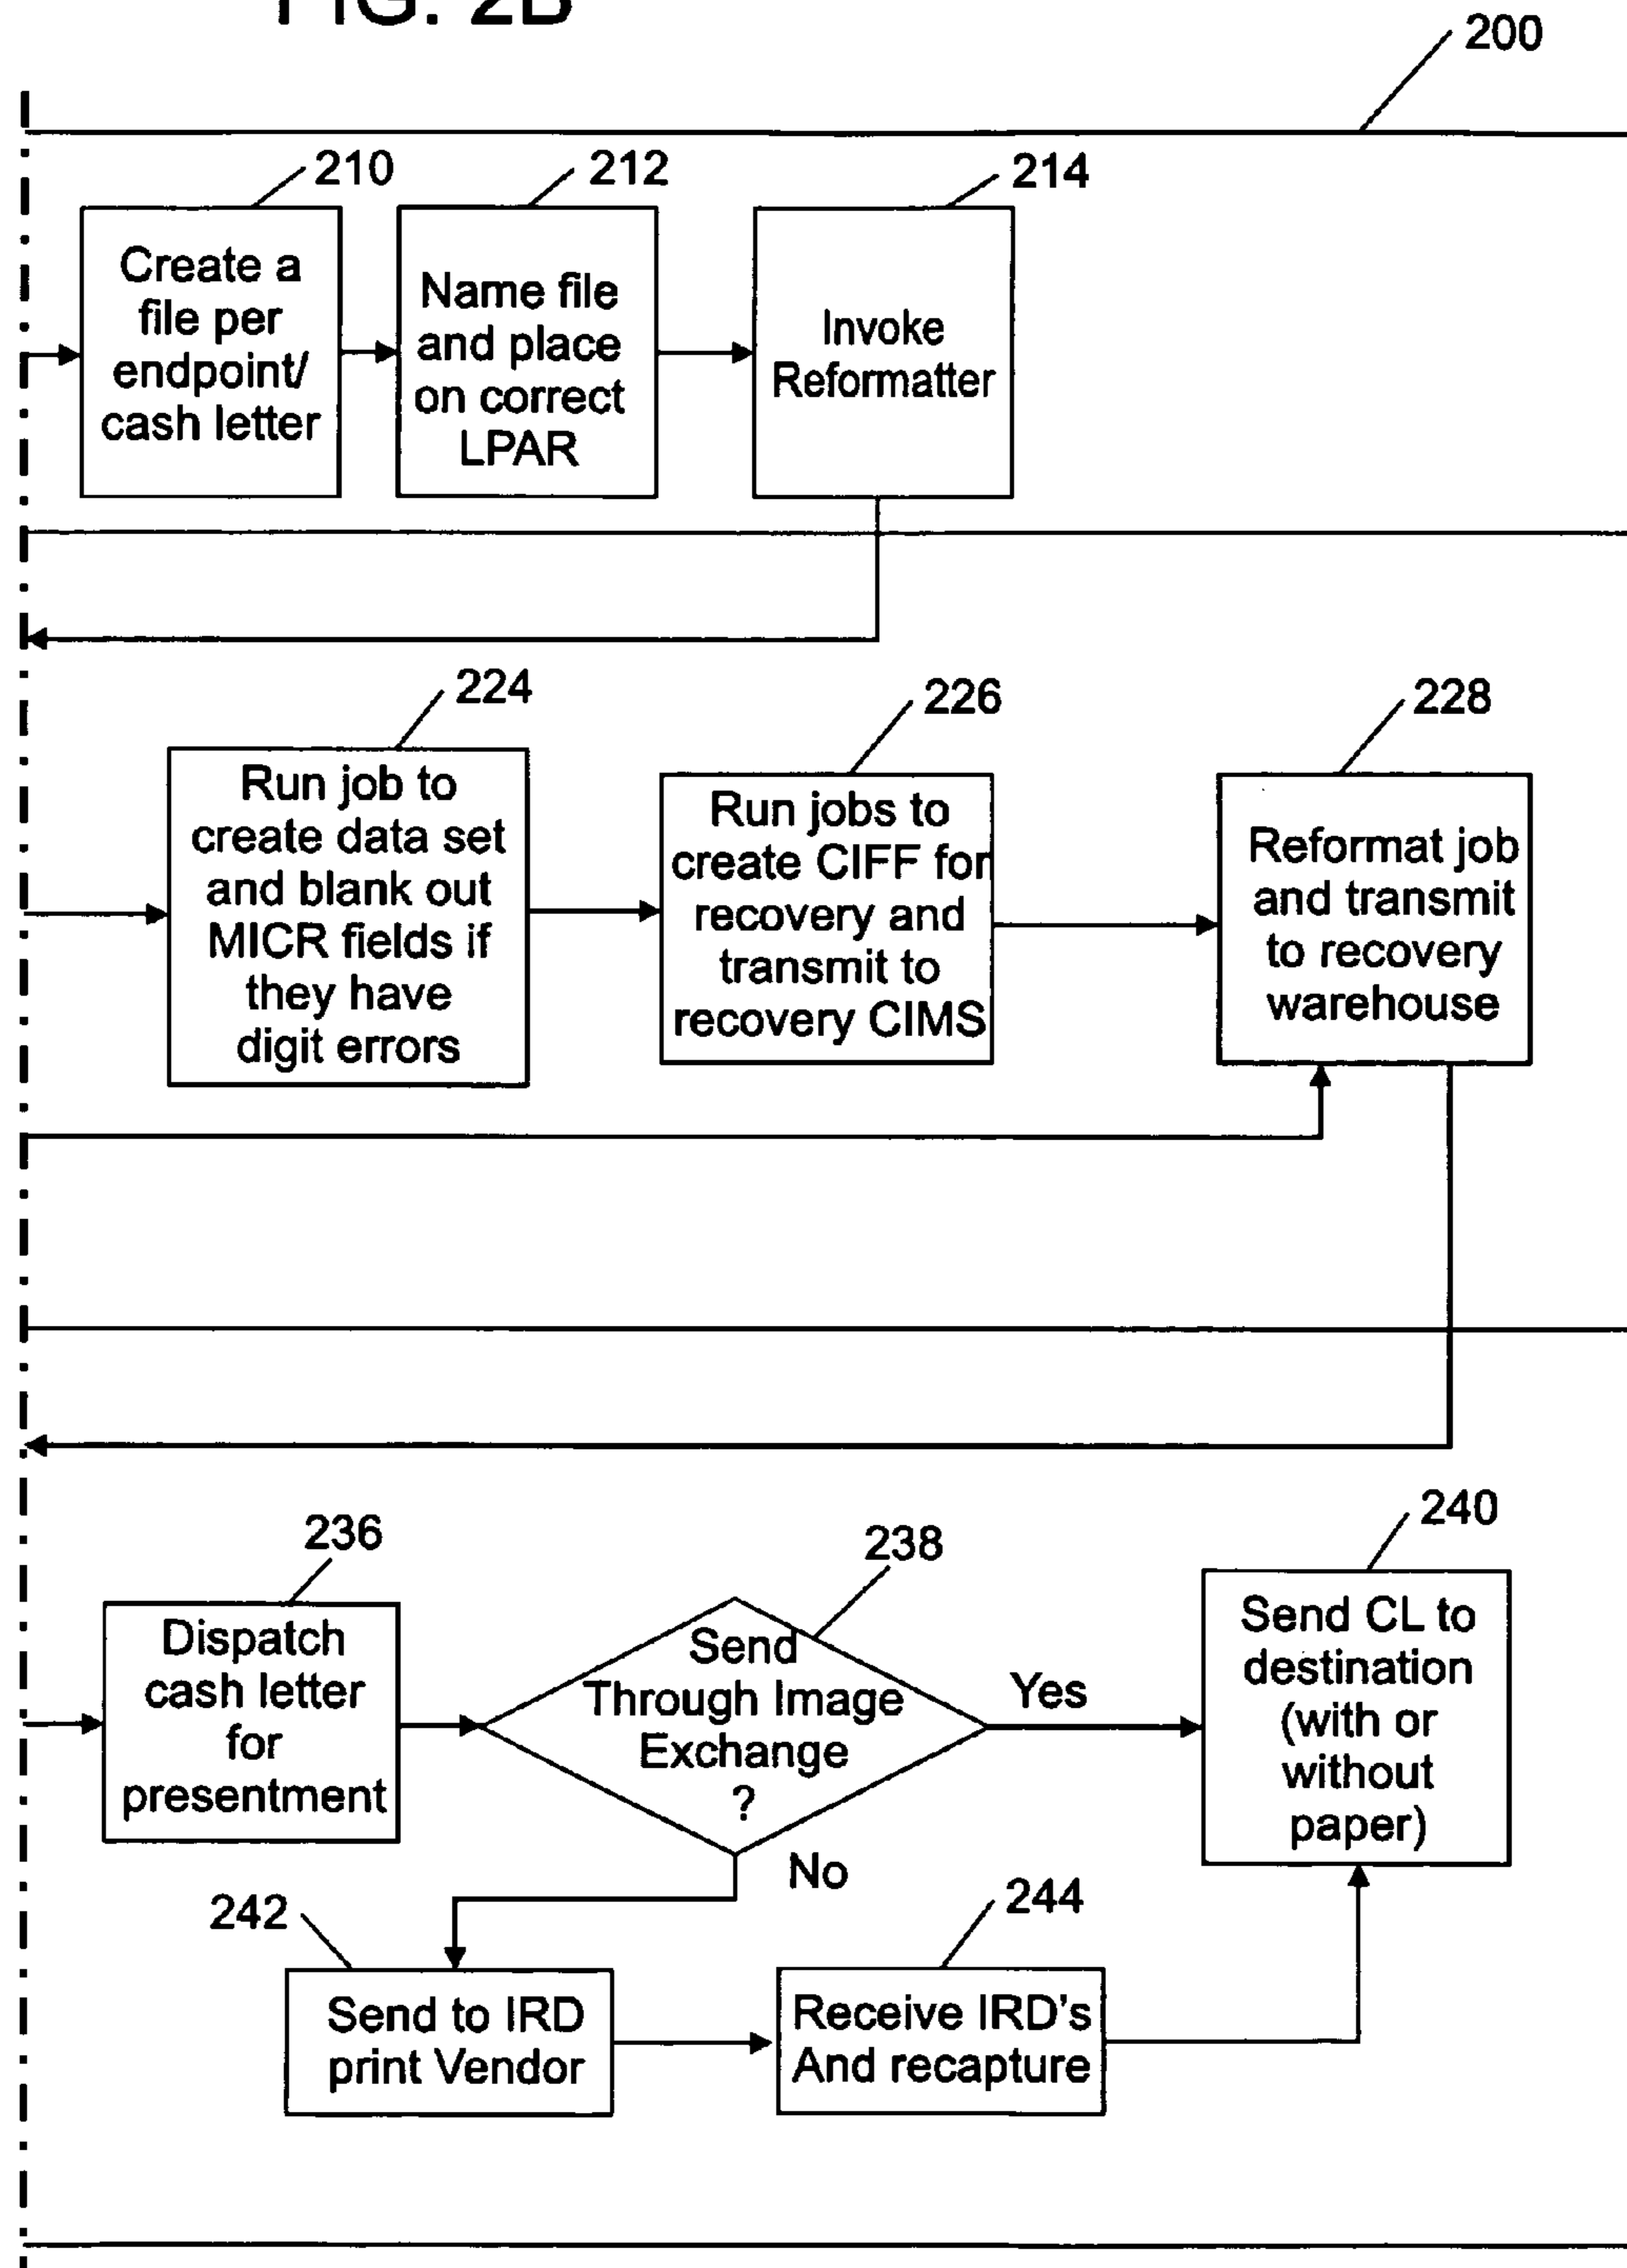 FIG. 2B
200
210
212
214
Create a
file per
endpoint/
cash letter
Name file
and place
on correct
LPAR
Invoke
Reformatter
224
226
228
Run job to
create data set
and blank out
MICR fields if
they have
digit errors
Run jobs to
create CIFF for
recovery and
transmit to
recovery CIMS
Reformat job
and transmit
to recovery
warehouse
236
238
240
Dispatch
cash letter
for
presentment
Send
Through Image
Exchange
?
Yes
No
Send CL to
destination
(with or
without
paper)
242
244
Send to IRD
print Vendor
Receive IRD's
And recapture